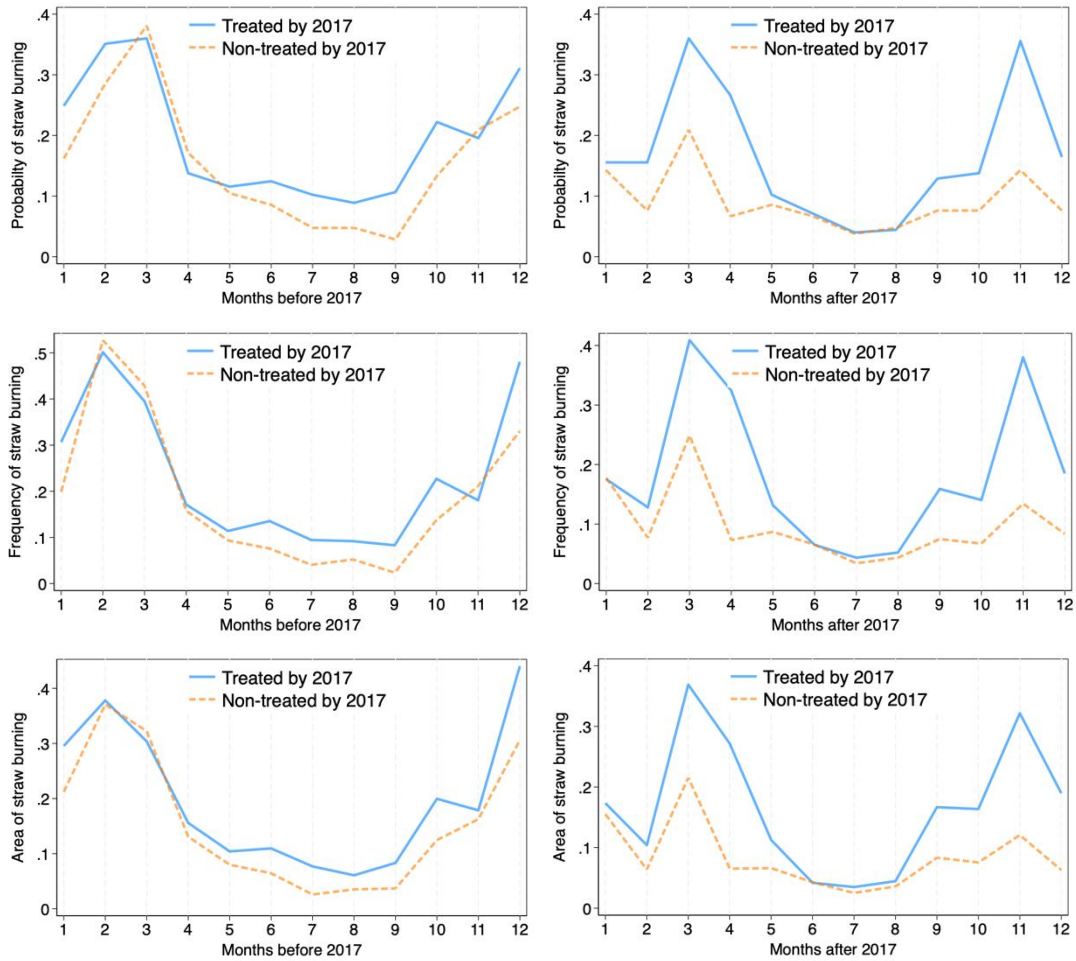 Treated by 2017
Non-treated by 2017
Probabilty of straw burning
.4
.3
.2
.1
0
1 2 3 4 5 6 7 8 9 10 11 12
Months before 2017
Treated by 2017
Non-treated by 2017
Probabilty of straw burning
.4
.3
.2
.1
0
1 2 3 4 5 6 7 8 9 10 11 12
Months after 2017
Treated by 2017
Non-treated by 2017
Frequency of straw burning
.5
.4
.3
.2
.1
0
1 2 3 4 5 6 7 8 9 10 11 12
Months before 2017
Treated by 2017
Non-treated by 2017
Frequency of straw burning
.4
.3
.2
.1
0
1 2 3 4 5 6 7 8 9 10 11 12
Months after 2017
Treated by 2017
Non-treated by 2017
Area of straw burning
.4
.3
.2
.1
0
1 2 3 4 5 6 7 8 9 10 11 12
Months before 2017
Treated by 2017
Non-treated by 2017
Area of straw burning
.4
.3
.2
.1
0
1 2 3 4 5 6 7 8 9 10 11 12
Months after 2017